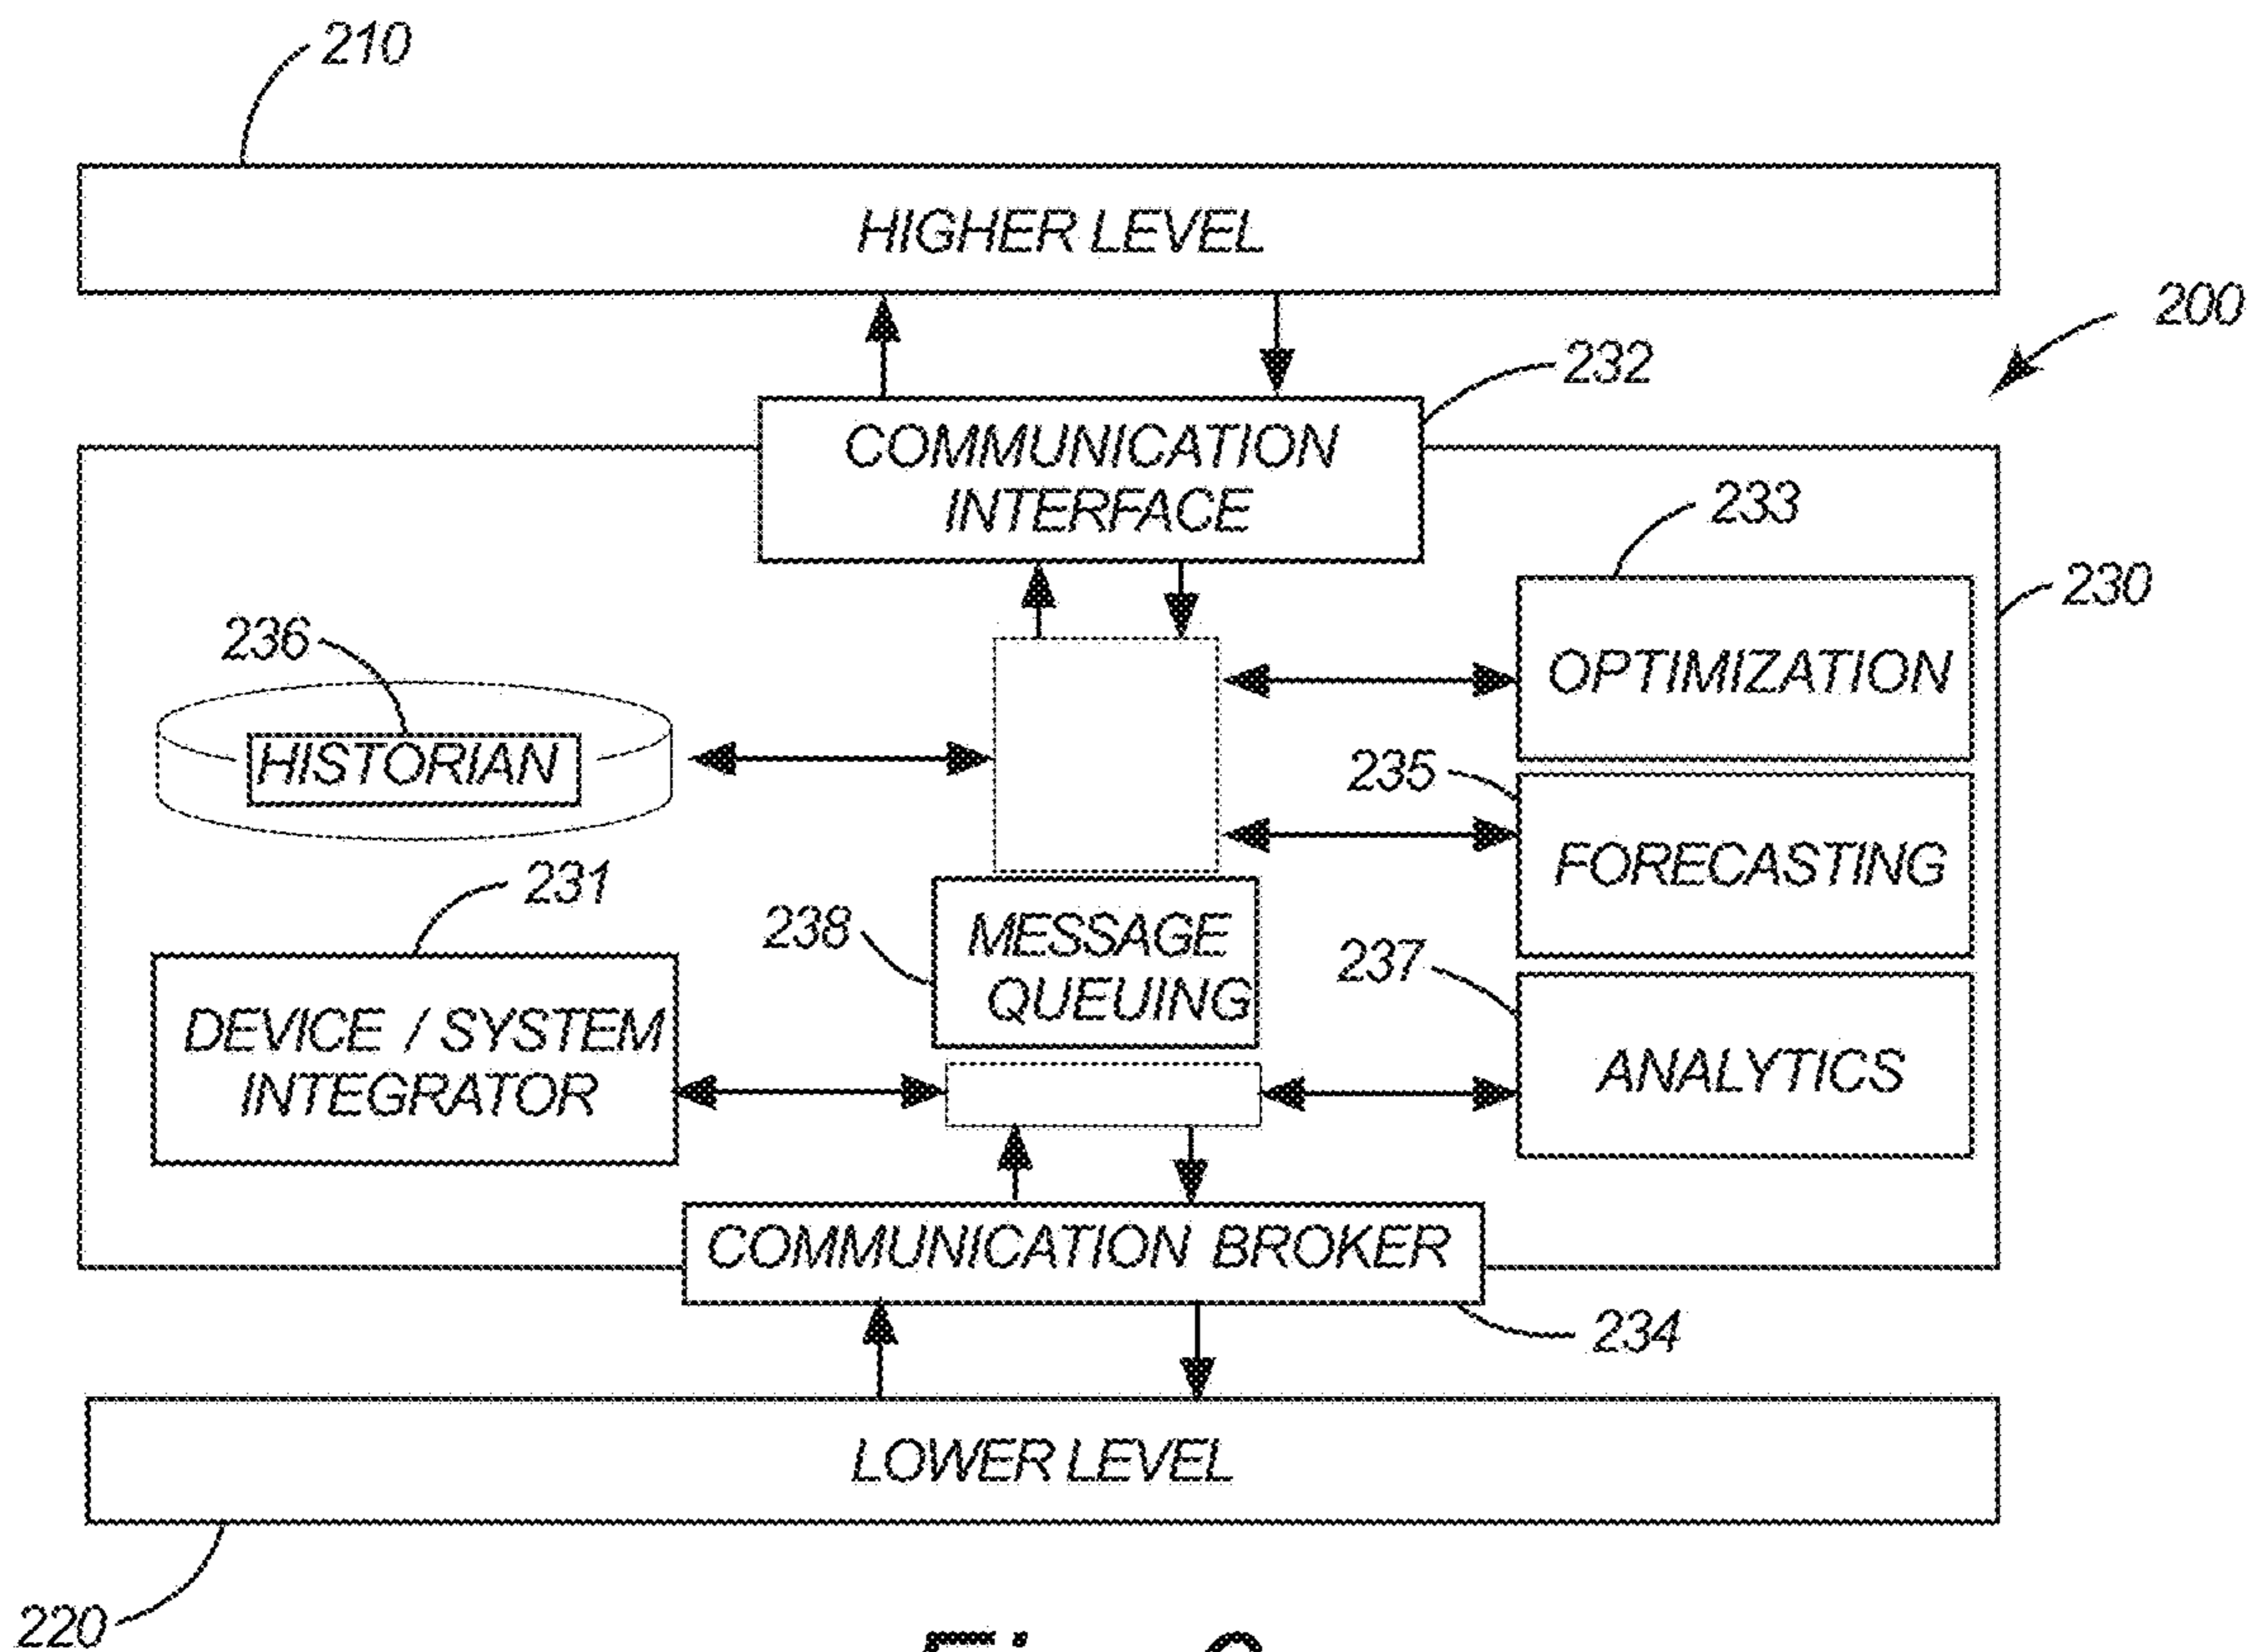 210
HIGHER LEVEL
200
232
COMMUNICATION
INTERFACE
233
230
236
OPTIMIZATION
HISTORIAN
235
231
FORECASTING
238
MESSAGE
QUEUING
237
DEVICE / SYSTEM
INTEGRATOR
ANALYTICS
COMMUNICATION BROKER
234
LOWER LEVEL
220